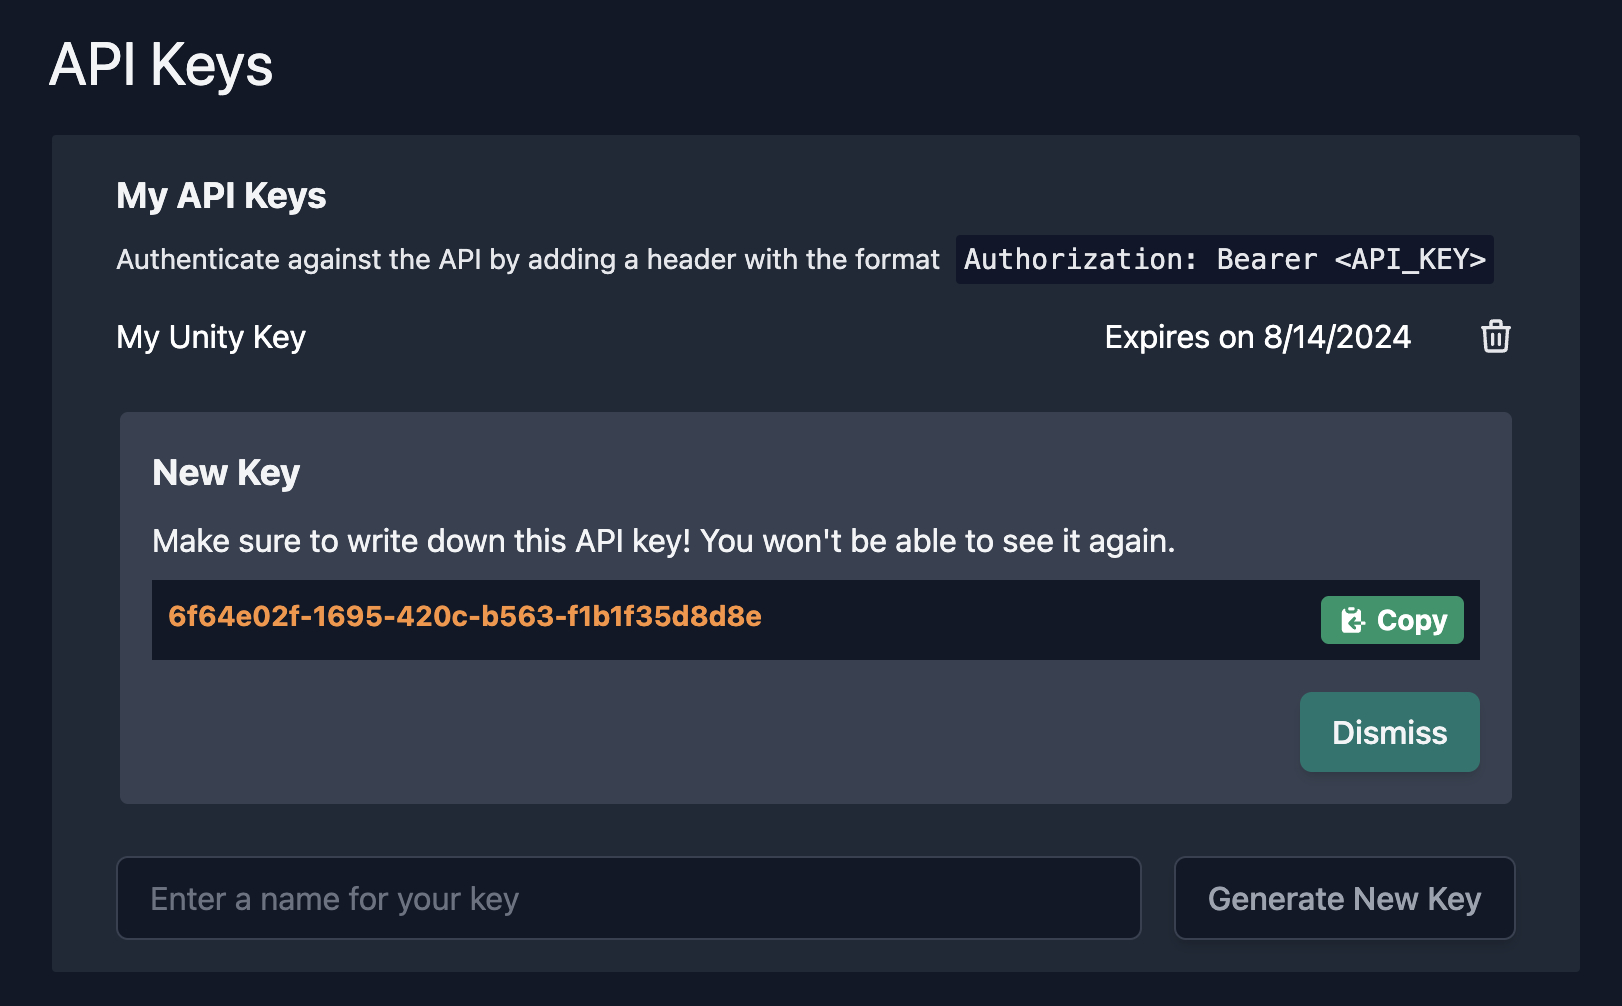 API Keys
My API Keys
Authenticate against the API by adding a header with the format Authorization: Bearer <API_KEY>
My Unity Key Expires on 8/14/2024
New Key
Make sure to write down this API key! You won't be able to see it again.
6f64e02f-1695-420c-b563-f1b1f35d8d8e Copy
Dismiss
Enter a name for your key Generate New Key